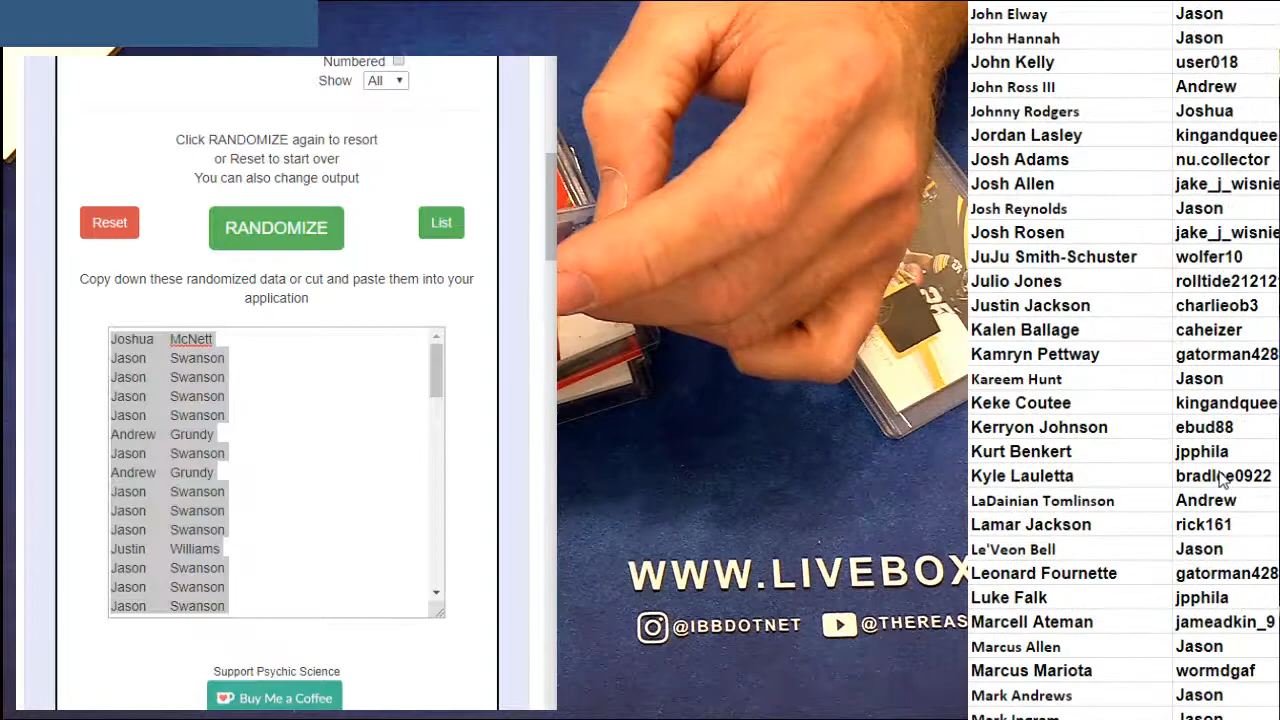 Numbered
Show All
Click RANDOMIZE again to resort
or Reset to start over
You can also change output
Reset RANDOMIZE List
Copy down these randomized data or cut and paste them into your
application
Joshua McNett
Jason Swanson
Jason Swanson
Jason Swanson
Jason Swanson
Andrew Grundy
Jason Swanson
Andrew Grundy
Jason Swanson
Jason Swanson
Jason Swanson
Justin Williams
Jason Swanson
Jason Swanson
Jason Swanson
Support Psychic Science
Buy Me a Coffee
WWW.LIVEBOX
@IBBDOTNET @THEREAS
John Elway Jason
John Hannah Jason
John Kelly user018
John Ross III Andrew
Johnny Rodgers Joshua
Jordan Lasley kingandquee
Josh Adams nu.collector
Josh Allen jake_j_wisnie
Josh Reynolds Jason
Josh Rosen jake_j_wisnie
JuJu Smith-Schuster wolfer10
Julio Jones rolltide21212
Justin Jackson charlieob3
Kalen Ballage caheizer
Kamryn Pettway gatorman428
Kareem Hunt Jason
Keke Coutee kingandquee
Kerryon Johnson ebud88
Kurt Benkert jpphila
Kyle Lauletta
LaDainian Tomlinson Andrew
Lamar Jackson rick161
Le'Veon Bell Jason
Leonard Fournette gatorman428
Luke Falk jpphila
Marcell Ateman jameadkin_9
Marcus Allen Jason
Marcus Mariota wormdgaf
Mark Andrews Jason
Mark Ingram Jason